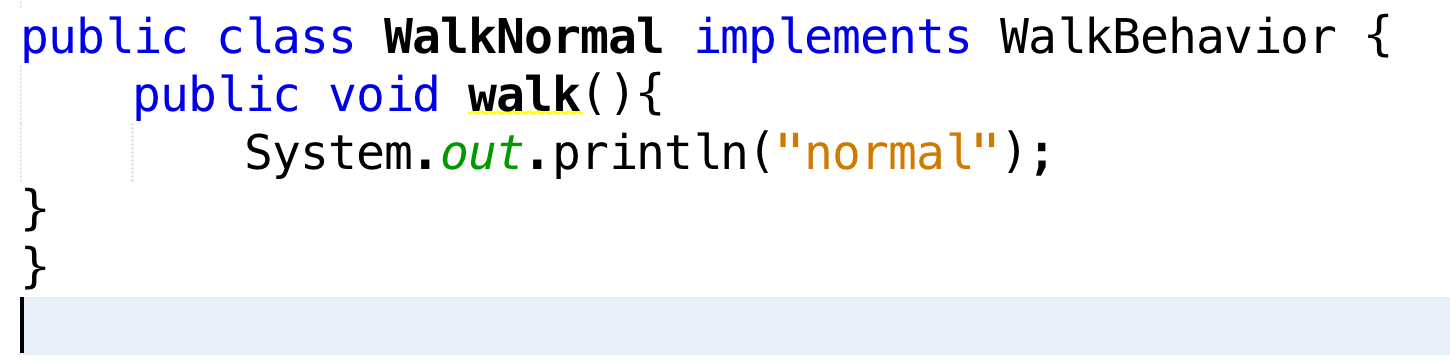 public class WalkNormal implements WalkBehavior {
    public void walk(){
        System.out.println("normal");
}
}